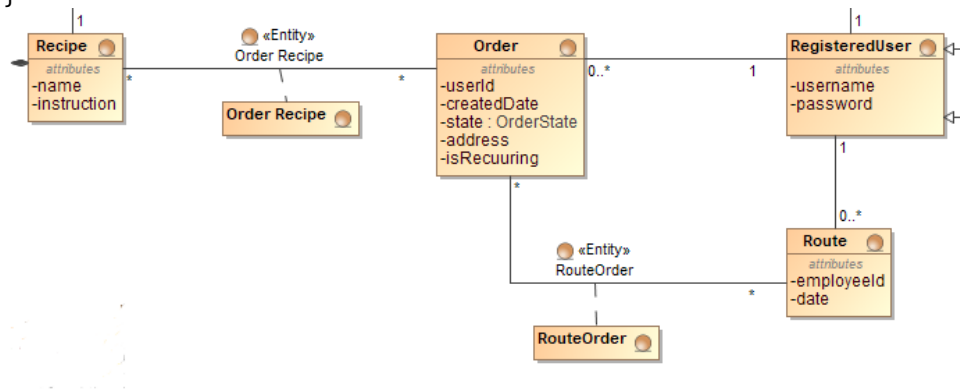 1
Recipe
attributes
-name
-instruction
*
«Entity»
Order Recipe
*
Order Recipe
Order
attributes
-userId
-createdDate
-state : OrderState
-address
-isRecuuring
0..*
1
*
1
RegisteredUser
attributes
-username
-password
1
0..*
Route
attributes
-employeeId
-date
«Entity»
RouteOrder
*
RouteOrder